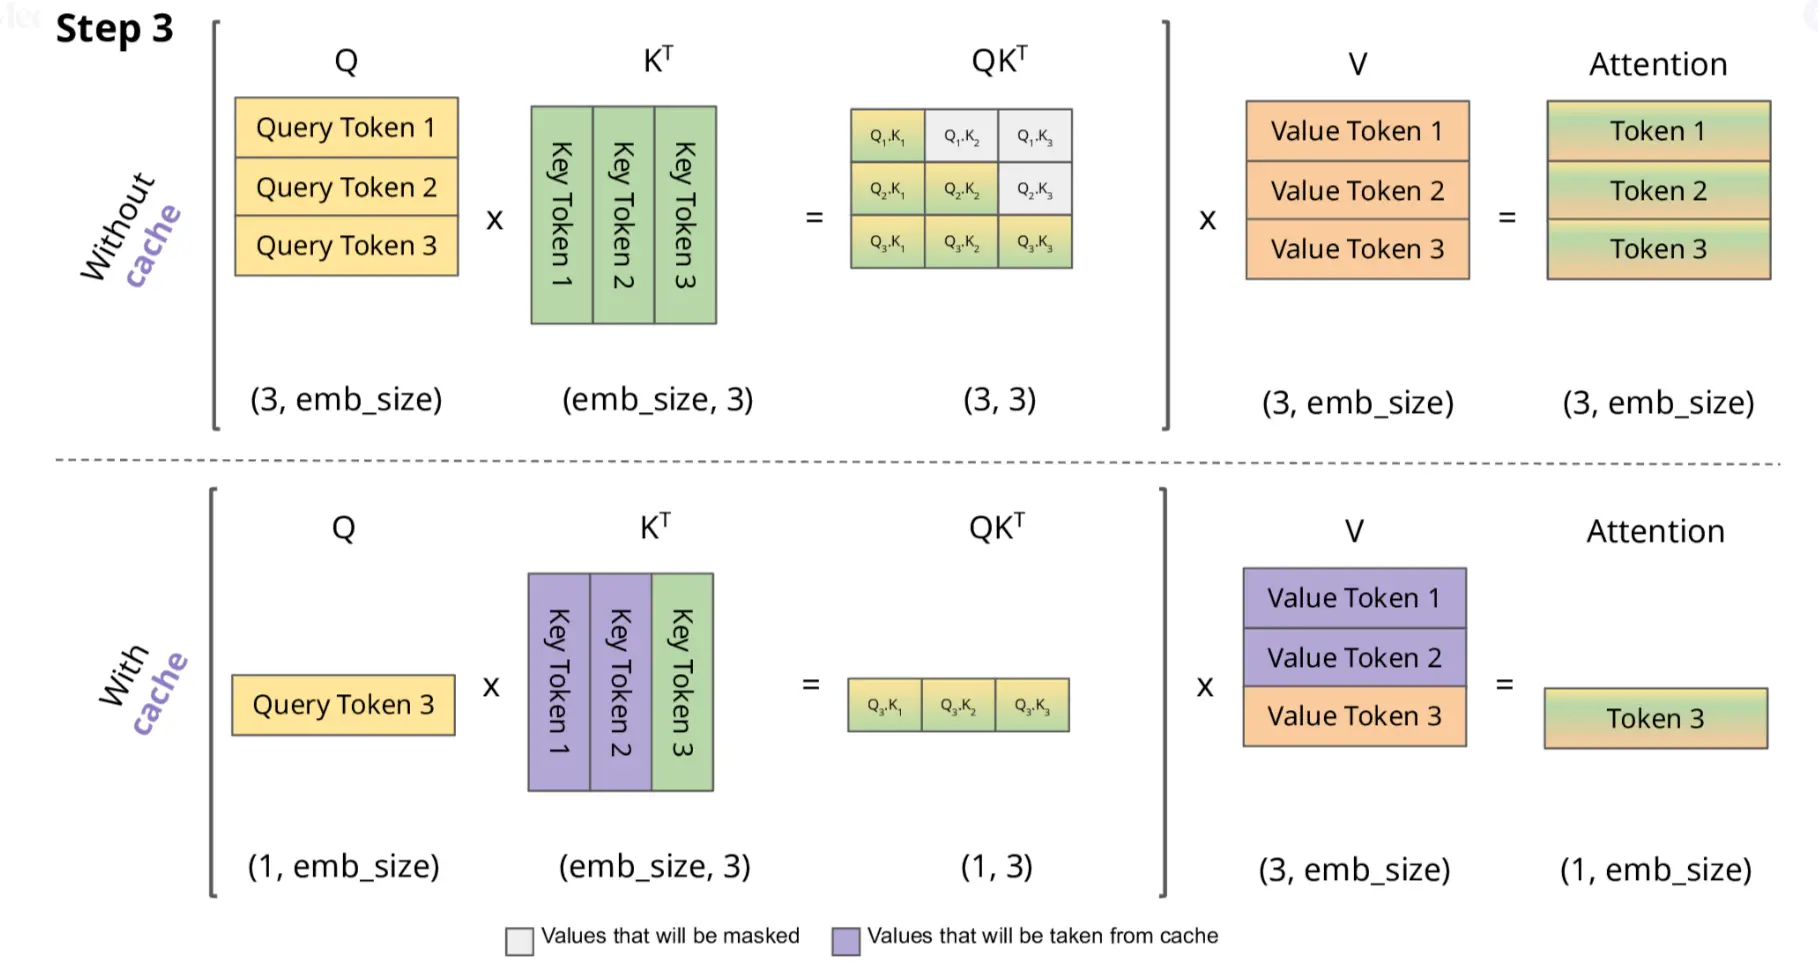 Step 3
Without
cache
Q
K^T
QK^T
V
Attention
Query Token 1
Query Token 2
Query Token 3
x
Key Token 1
Key Token 2
Key Token 3
=
Q₁.K₁ Q₁.K₂ Q₁.K₃
Q₂.K₁ Q₂.K₂ Q₂.K₃
Q₃.K₁ Q₃.K₂ Q₃.K₃
x
Value Token 1
Value Token 2
Value Token 3
=
Token 1
Token 2
Token 3
(3, emb_size)
(emb_size, 3)
(3, 3)
(3, emb_size)
(3, emb_size)
With
cache
Q
K^T
QK^T
V
Attention
Query Token 3
x
Key Token 1
Key Token 2
Key Token 3
=
Q₃.K₁ Q₃.K₂ Q₃.K₃
x
Value Token 1
Value Token 2
Value Token 3
=
Token 3
(1, emb_size)
(emb_size, 3)
(1, 3)
(3, emb_size)
(1, emb_size)
Values that will be masked
Values that will be taken from cache